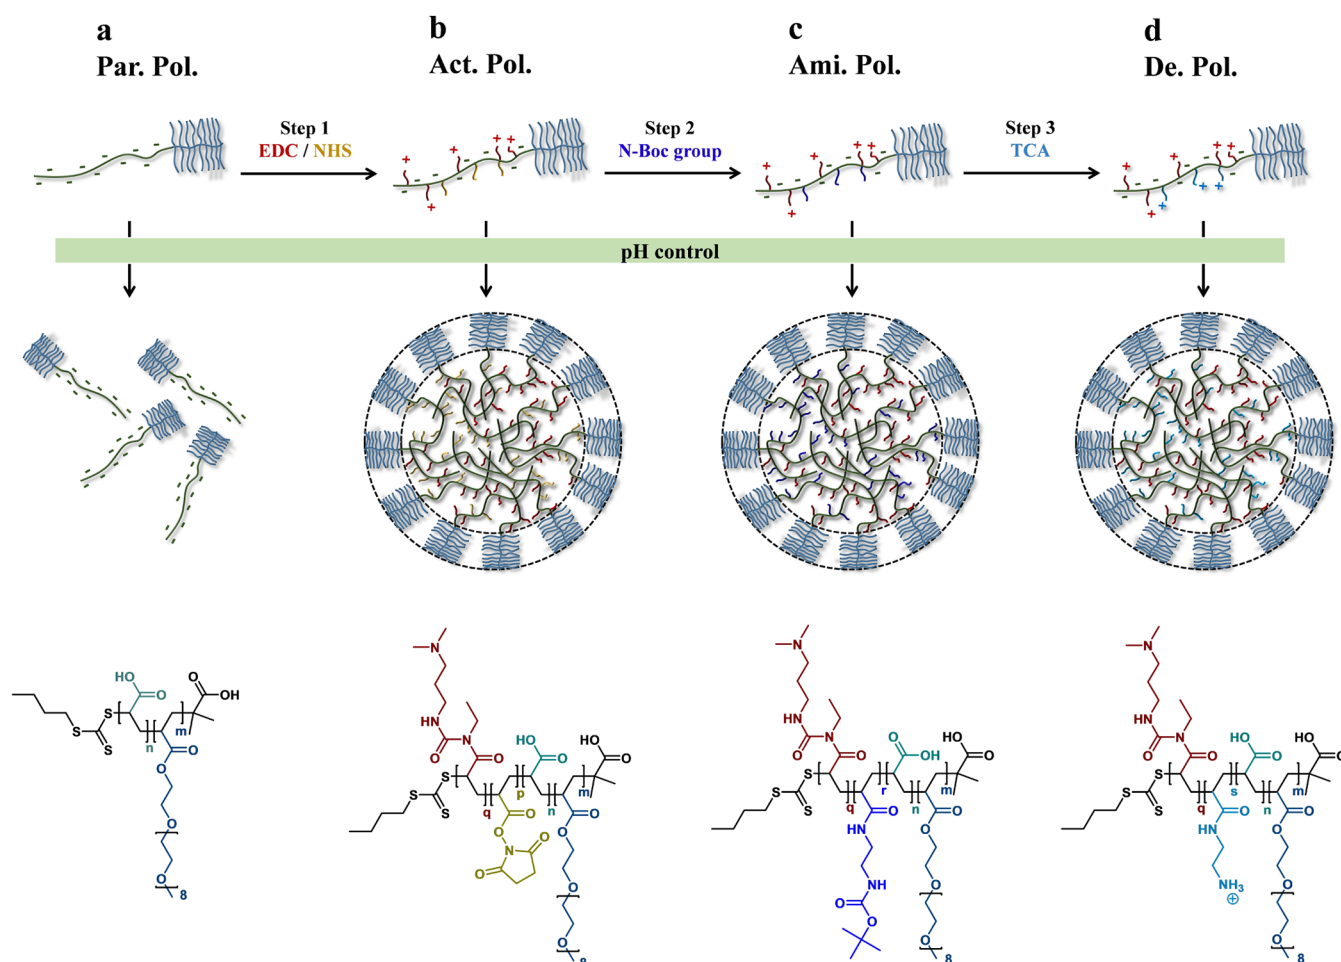 a
Par. Pol.
b
Act. Pol.
c
Ami. Pol.
d
De. Pol.
Step 1
EDC / NHS
Step 2
N-Boc group
Step 3
TCA
pH control
HO
O
S
S
S
n
m
O
OH
O
O
O
O
8
N
HN
O
N
O
HO
O
HO
O
S
S
S
q
p
n
m
O
O
N
O
O
O
O
O
O
8
N
HN
O
N
O
O
OH
HO
O
S
S
S
q
r
n
m
O
HN
NH
O
O
O
O
O
O
8
N
HN
O
N
O
HO
O
HO
O
S
S
S
q
s
n
m
O
HN
NH3
⊕
O
O
O
O
8